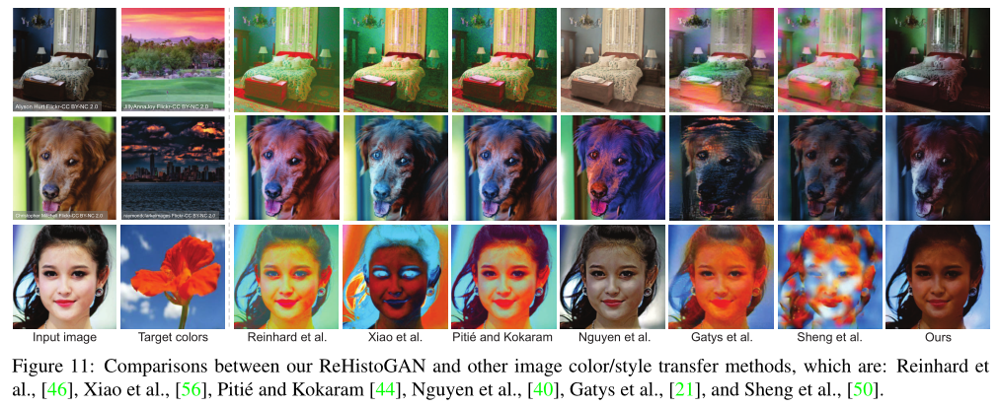 Alyson Hurt Flickr-CC BY-NC 2.0
jillyAnnaJoy Flickr-CC BY-NC 2.0
Christopher Michel Flickr-CC BY-NC 2.0
raymondclarkeimages Flickr-CC BY-NC 2.0
Input image Target colors Reinhard et al. Xiao et al. Pitié and Kokaram Nguyen et al. Gatys et al. Sheng et al. Ours
Figure 11: Comparisons between our ReHistoGAN and other image color/style transfer methods, which are: Reinhard et
al., [46], Xiao et al., [56], Pitié and Kokaram [44], Nguyen et al., [40], Gatys et al., [21], and Sheng et al., [50].